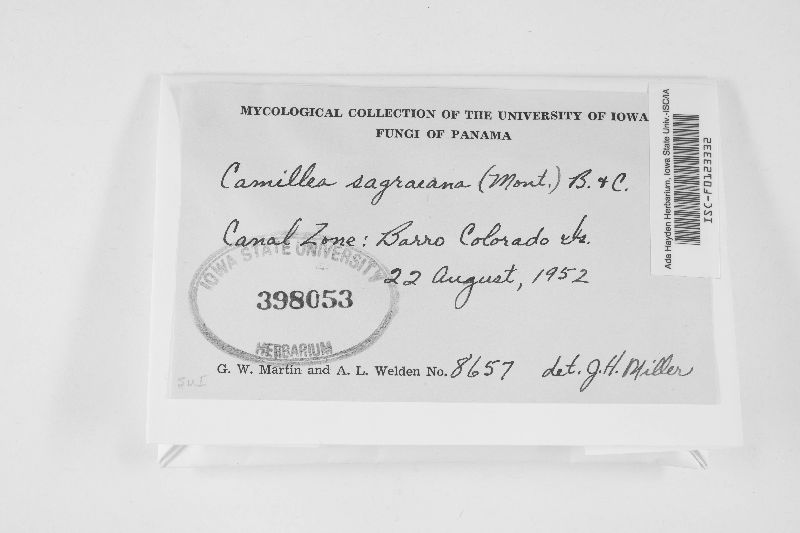 MYCOLOGICAL COLLECTION OF THE UNIVERSITY OF IOWA
FUNGI OF PANAMA
Camillea sagraeana (Mont.) B. & C.
Canal Zone: Barro Colorado Is.
22 August, 1952
IOWA STATE UNIVERSITY
398053
HERBARIUM
SUI
G. W. Martin and A. L. Welden No. 8657 det. J.H. Miller
Ada Hayden Herbarium, Iowa State Univ.-ISC/IA
ISC-F0123332